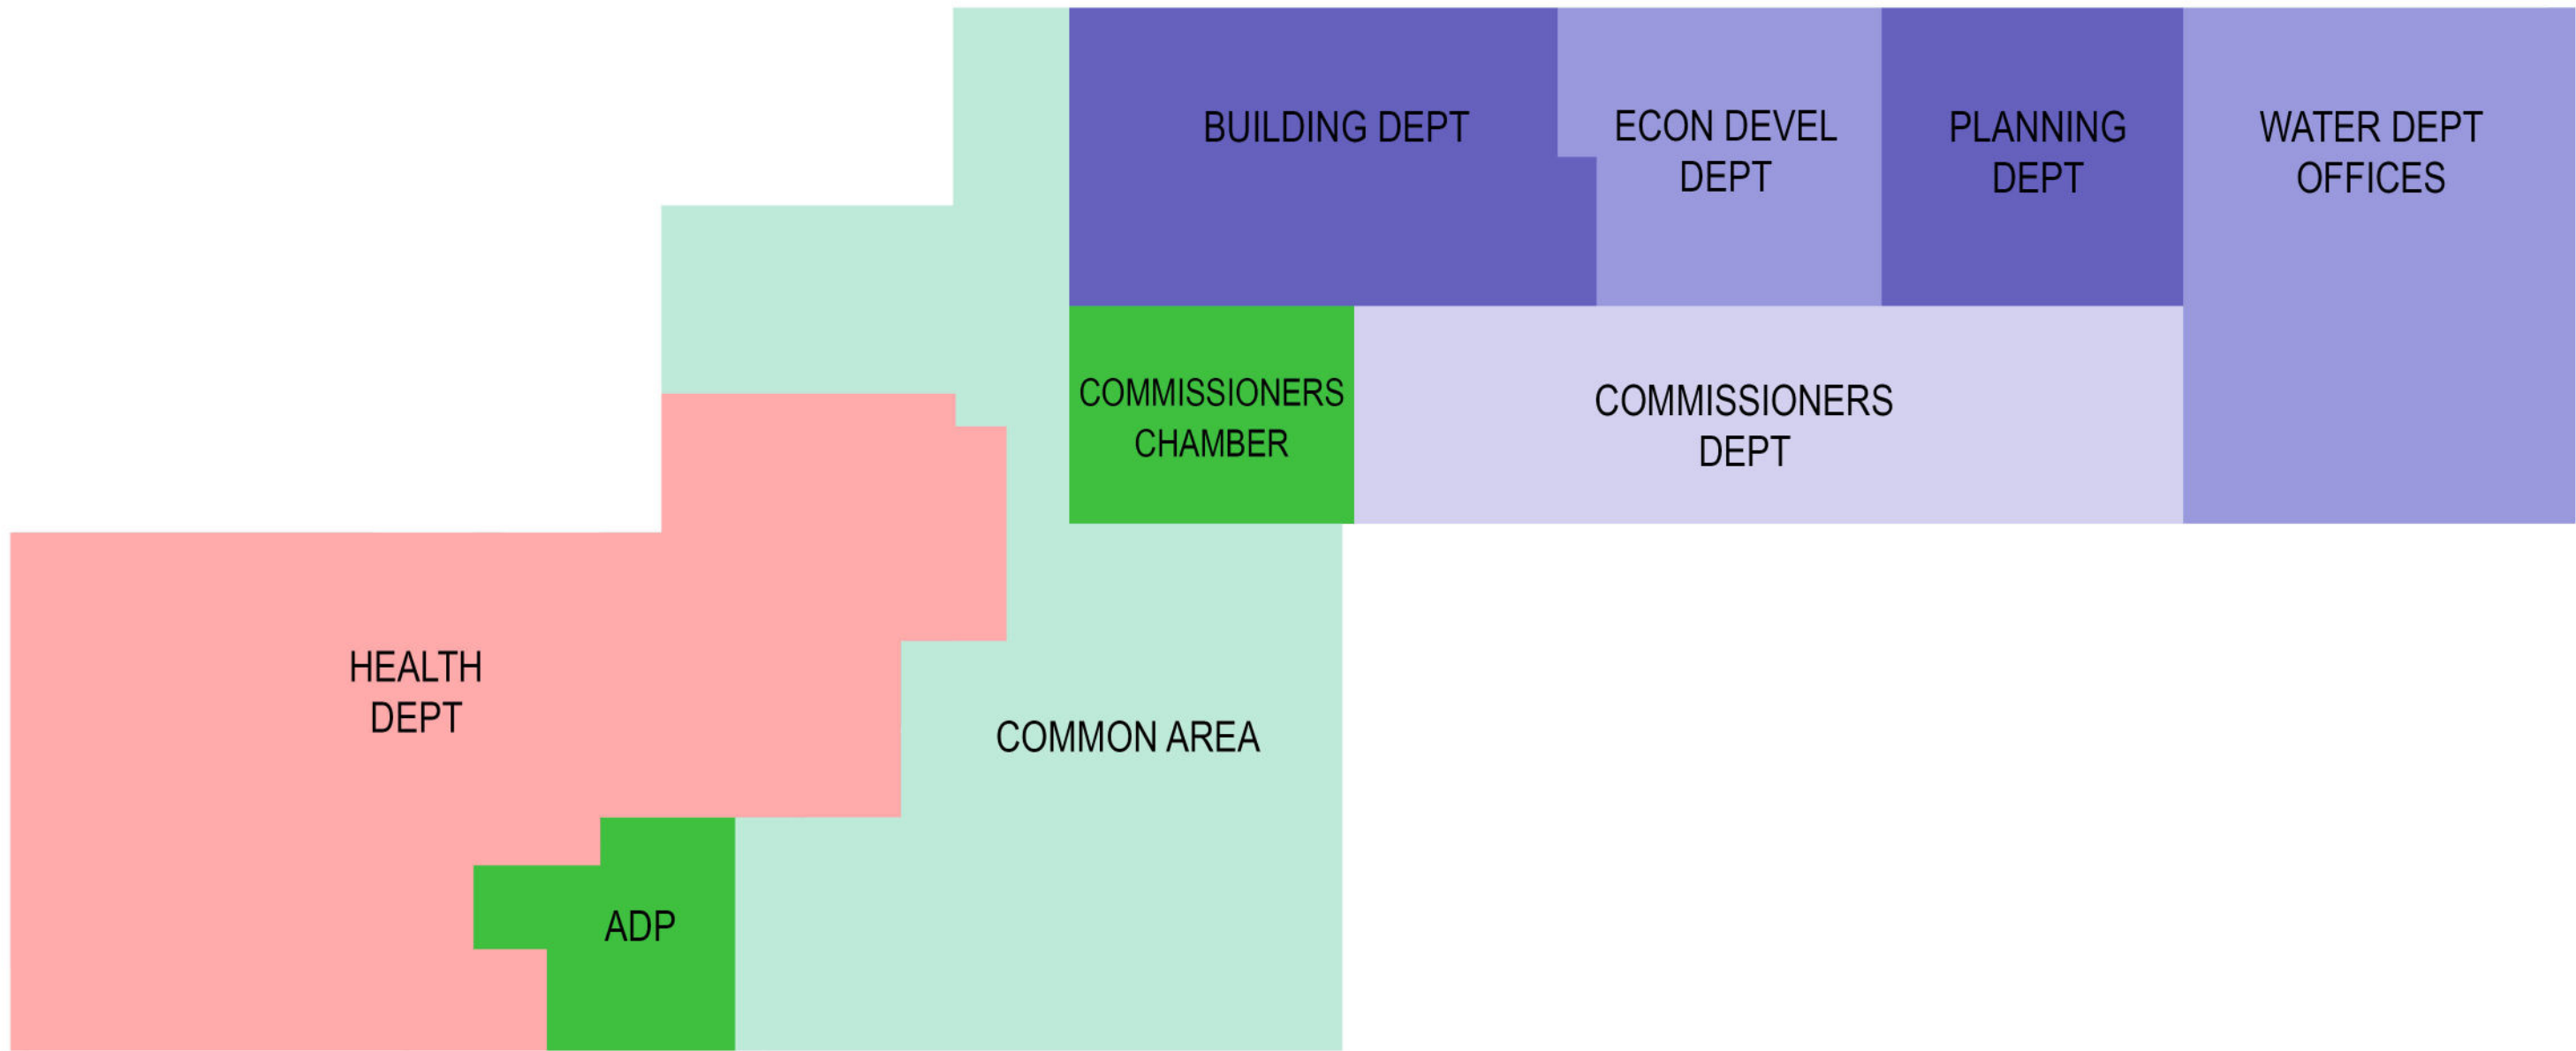 BUILDING DEPT
ECON DEVEL
DEPT
PLANNING
DEPT
WATER DEPT
OFFICES
COMMISSIONERS
CHAMBER
COMMISSIONERS
DEPT
HEALTH
DEPT
COMMON AREA
ADP